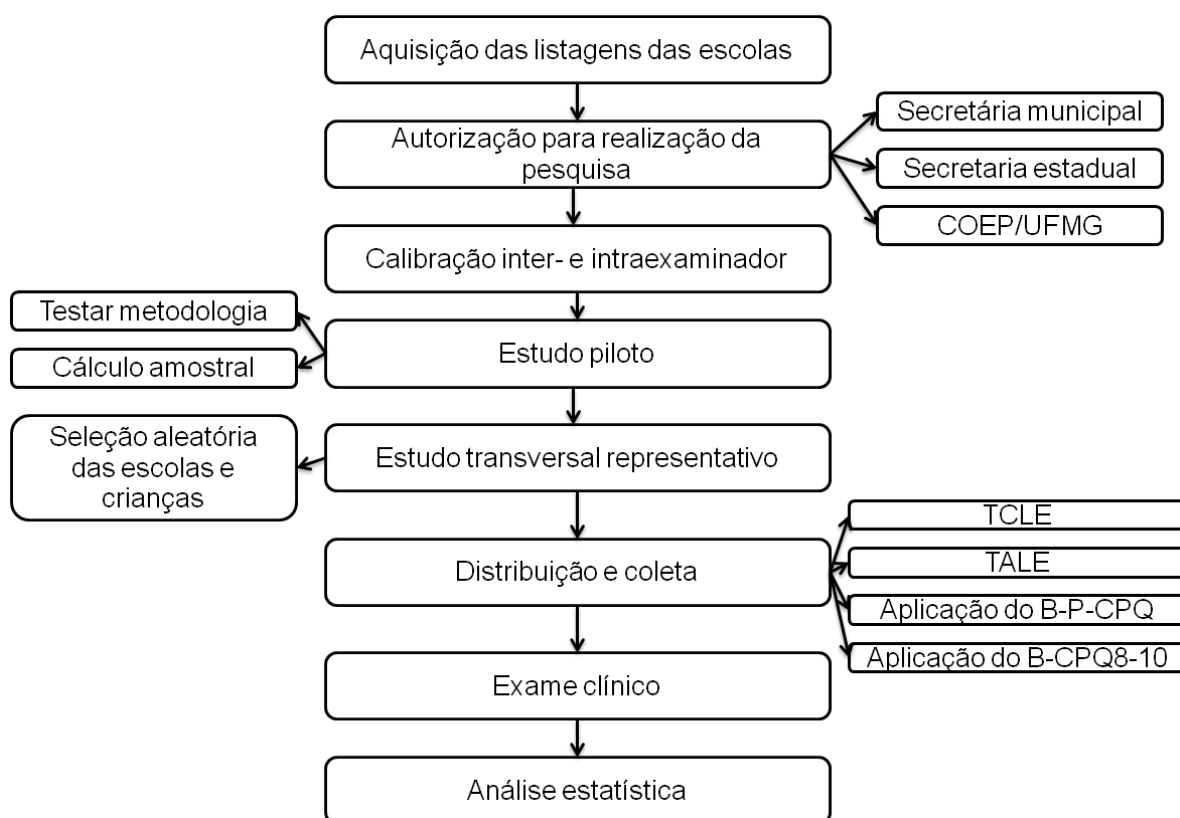 Aquisição das listagens das escolas
Autorização para realização da
pesquisa
Secretária municipal
Secretaria estadual
COEP/UFMG
Calibração inter- e intraexaminador
Testar metodologia
Cálculo amostral
Estudo piloto
Seleção aleatória
das escolas e
crianças
Estudo transversal representativo
Distribuição e coleta
TCLE
TALE
Aplicação do B-P-CPQ
Aplicação do B-CPQ8-10
Exame clínico
Análise estatística